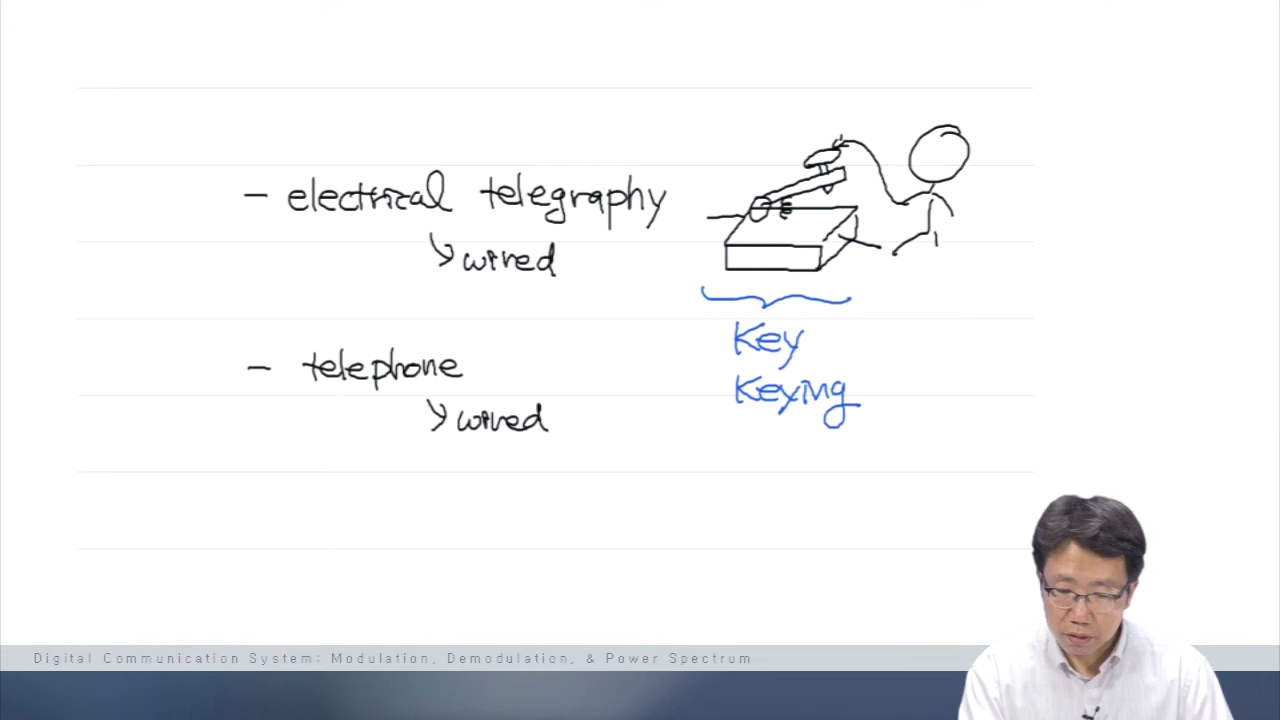 - electrical telegraphy
↳ wired
Key
Keying
- telephone
↳ wired
Digital Communication System: Modulation, Demodulation, & Power Spectrum